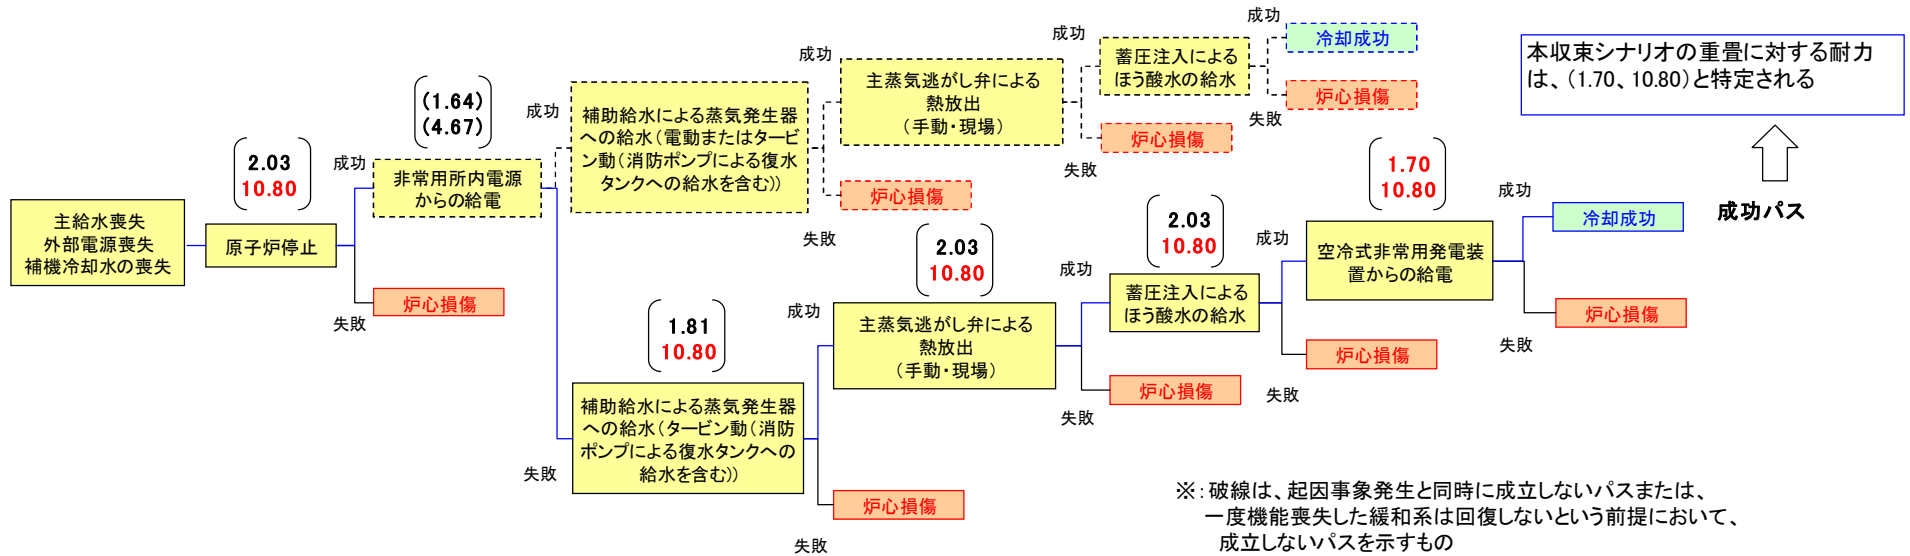 主給水喪失
外部電源喪失
補機冷却水の喪失
2.03
10.80
原子炉停止
成功
失敗
炉心損傷
(1.64)
(4.67)
非常用所内電源
からの給電
成功
失敗
補助給水による蒸気発生器
への給水(電動またはタービ
ン動(消防ポンプによる復水
タンクへの給水を含む))
成功
失敗
炉心損傷
主蒸気逃がし弁による
熱放出
(手動・現場)
成功
失敗
炉心損傷
蓄圧注入による
ほう酸水の給水
成功
冷却成功
失敗
炉心損傷
1.81
10.80
補助給水による蒸気発生器
への給水(タービン動(消防
ポンプによる復水タンクへの
給水を含む))
成功
失敗
炉心損傷
2.03
10.80
主蒸気逃がし弁による
熱放出
(手動・現場)
成功
失敗
炉心損傷
2.03
10.80
蓄圧注入による
ほう酸水の給水
成功
失敗
炉心損傷
1.70
10.80
空冷式非常用発電装
置からの給電
成功
冷却成功
失敗
炉心損傷
本収束シナリオの重畳に対する耐力
は、(1.70、10.80)と特定される
成功パス
※:破線は、起因事象発生と同時に成立しないパスまたは、
一度機能喪失した緩和系は回復しないという前提において、
成立しないパスを示すもの